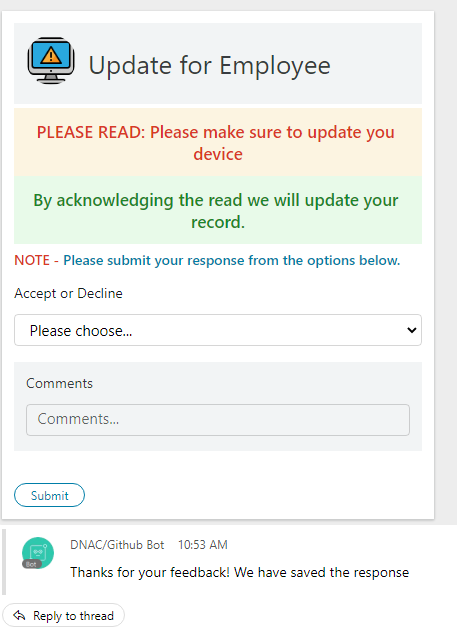 Update for Employee
PLEASE READ: Please make sure to update you
device
By acknowledging the read we will update your
record.
NOTE - Please submit your response from the options below.
Accept or Decline
Please choose...
Comments
Comments...
Submit
DNAC/Github Bot 10:53 AM
Bot
Thanks for your feedback! We have saved the response
Reply to thread